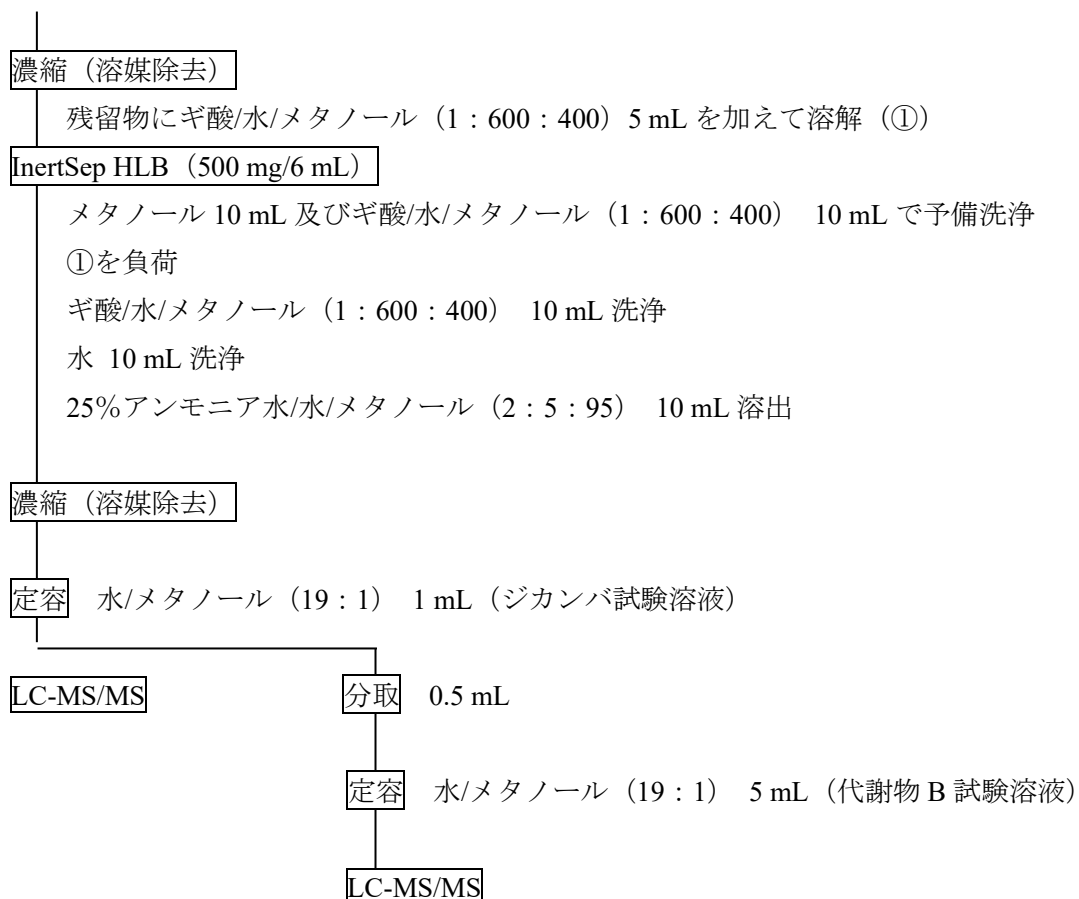 濃縮（溶媒除去）
残留物にギ酸/水/メタノール（1：600：400）5 mL を加えて溶解（①）
InertSep HLB（500 mg/6 mL）
メタノール 10 mL 及びギ酸/水/メタノール（1：600：400） 10 mL で予備洗浄
①を負荷
ギ酸/水/メタノール（1：600：400） 10 mL 洗浄
水 10 mL 洗浄
25％アンモニア水/水/メタノール（2：5：95） 10 mL 溶出
濃縮（溶媒除去）
定容 水/メタノール（19：1） 1 mL（ジカンバ試験溶液）
LC-MS/MS 分取 0.5 mL
定容 水/メタノール（19：1） 5 mL（代謝物 B 試験溶液）
LC-MS/MS